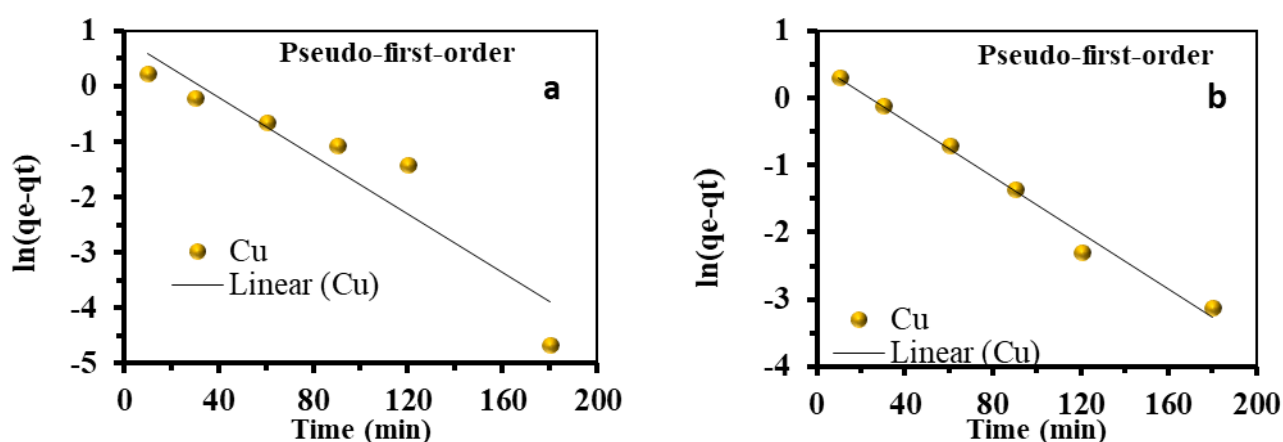 Pseudo-first-order
a
1
0
-1
-2
-3
-4
-5
ln(qe-qt)
Cu
Linear (Cu)
0 40 80 120 160 200
Time (min)
Pseudo-first-order
b
1
0
-1
-2
-3
-4
ln(qe-qt)
Cu
Linear (Cu)
0 40 80 120 160 200
Time (min)